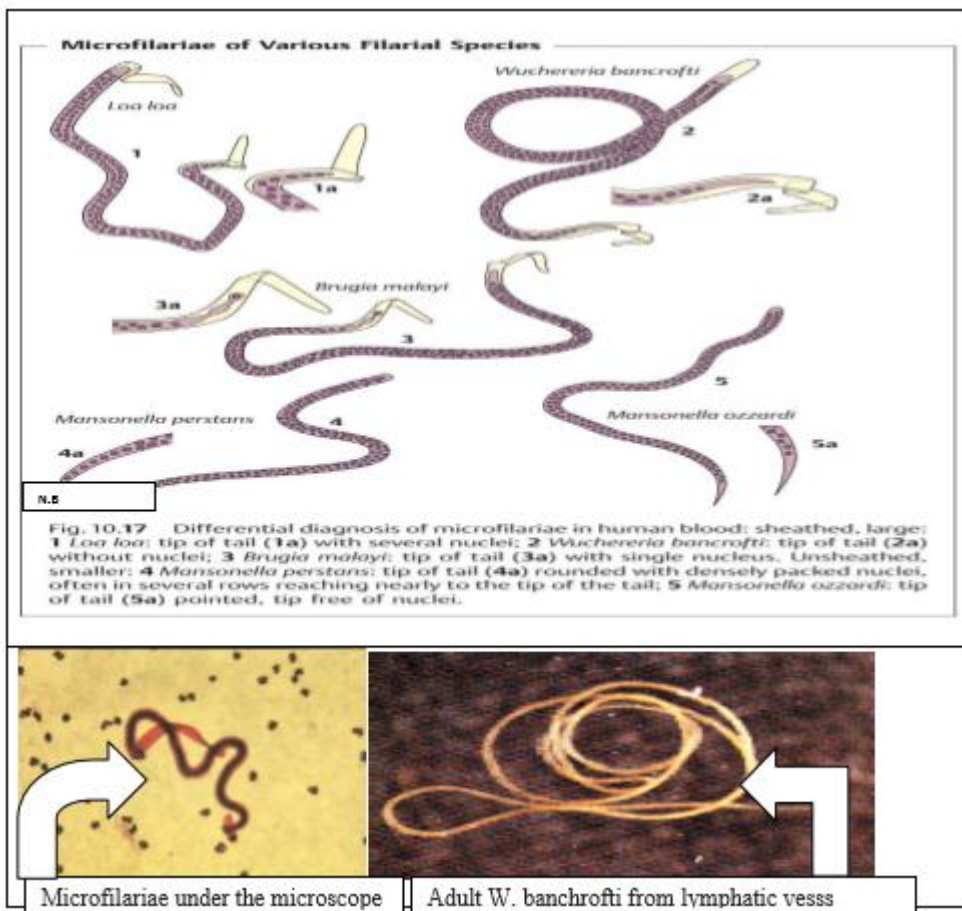 Microfilariae of Various Filarial Species
Loa loa
Wuchereria bancrofti
1
1a
2
2a
3a
Brugia malayi
3
Mansonella perstans
4
4a
5
Mansonella ozzardi
5a
N.B
Fig. 10.17 Differential diagnosis of microfilariae in human blood: sheathed, large:
1 Loa loa: tip of tail (1a) with several nuclei; 2 Wuchereria bancrofti: tip of tail (2a)
without nuclei; 3 Brugia malayi: tip of tail (3a) with single nucleus. Unsheathed,
smaller: 4 Mansonella perstans: tip of tail (4a) rounded with densely packed nuclei,
often in several rows reaching nearly to the tip of the tail; 5 Mansonella ozzardi: tip
of tail (5a) pointed, tip free of nuclei.
Microfilariae under the microscope
Adult W. banchrofti from lymphatic vesss